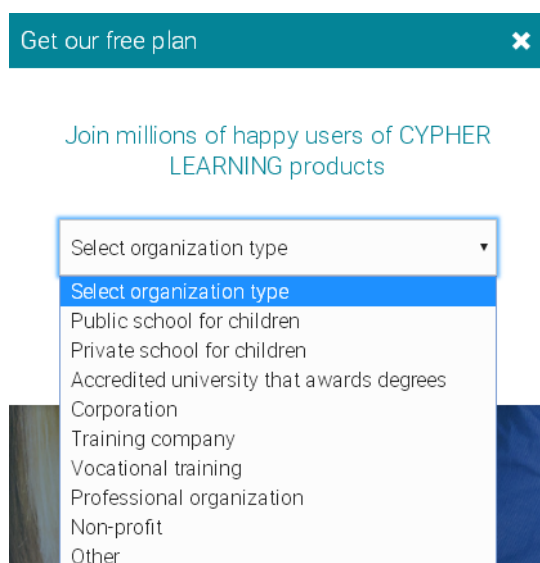 Get our free plan
Join millions of happy users of CYPHER
LEARNING products
Select organization type
Select organization type
Public school for children
Private school for children
Accredited university that awards degrees
Corporation
Training company
Vocational training
Professional organization
Non-profit
Other